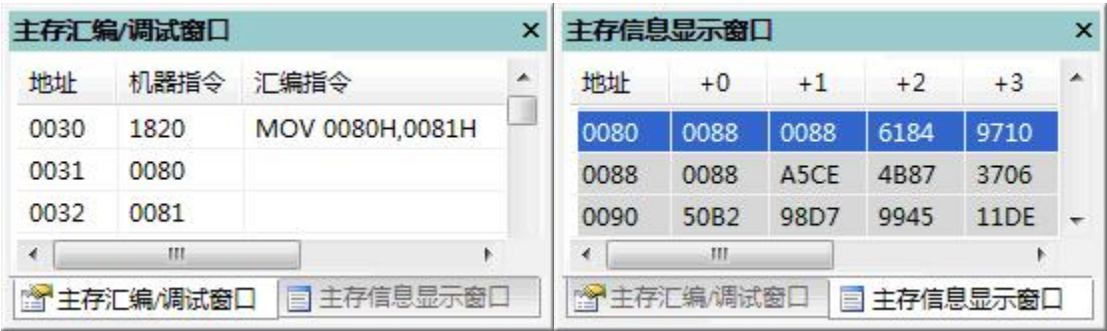 主存汇编/调试窗口 ×
地址 机器指令 汇编指令
0030 1820 MOV 0080H,0081H
0031 0080
0032 0081
主存汇编/调试窗口 主存信息显示窗口
主存信息显示窗口 ×
地址 +0 +1 +2 +3
0080 0088 0088 6184 9710
0088 0088 A5CE 4B87 3706
0090 50B2 98D7 9945 11DE
主存汇编/调试窗口 主存信息显示窗口